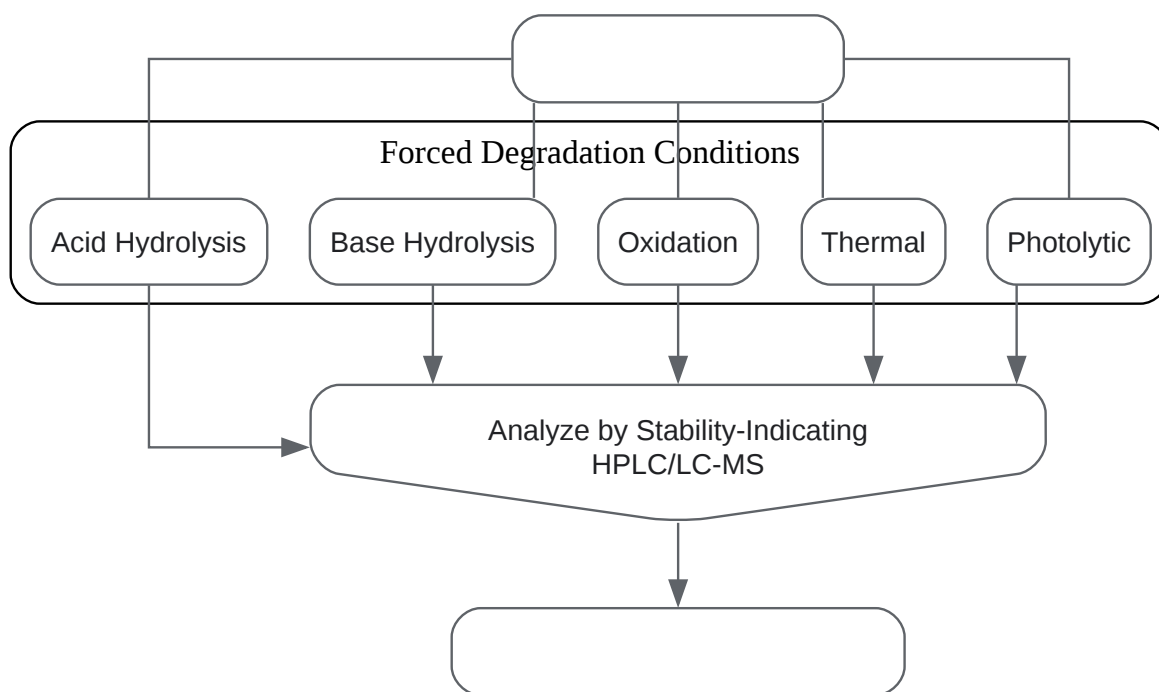 Forced Degradation Conditions
Acid Hydrolysis
Base Hydrolysis
Oxidation
Thermal
Photolytic
Analyze by Stability-Indicating
HPLC/LC-MS